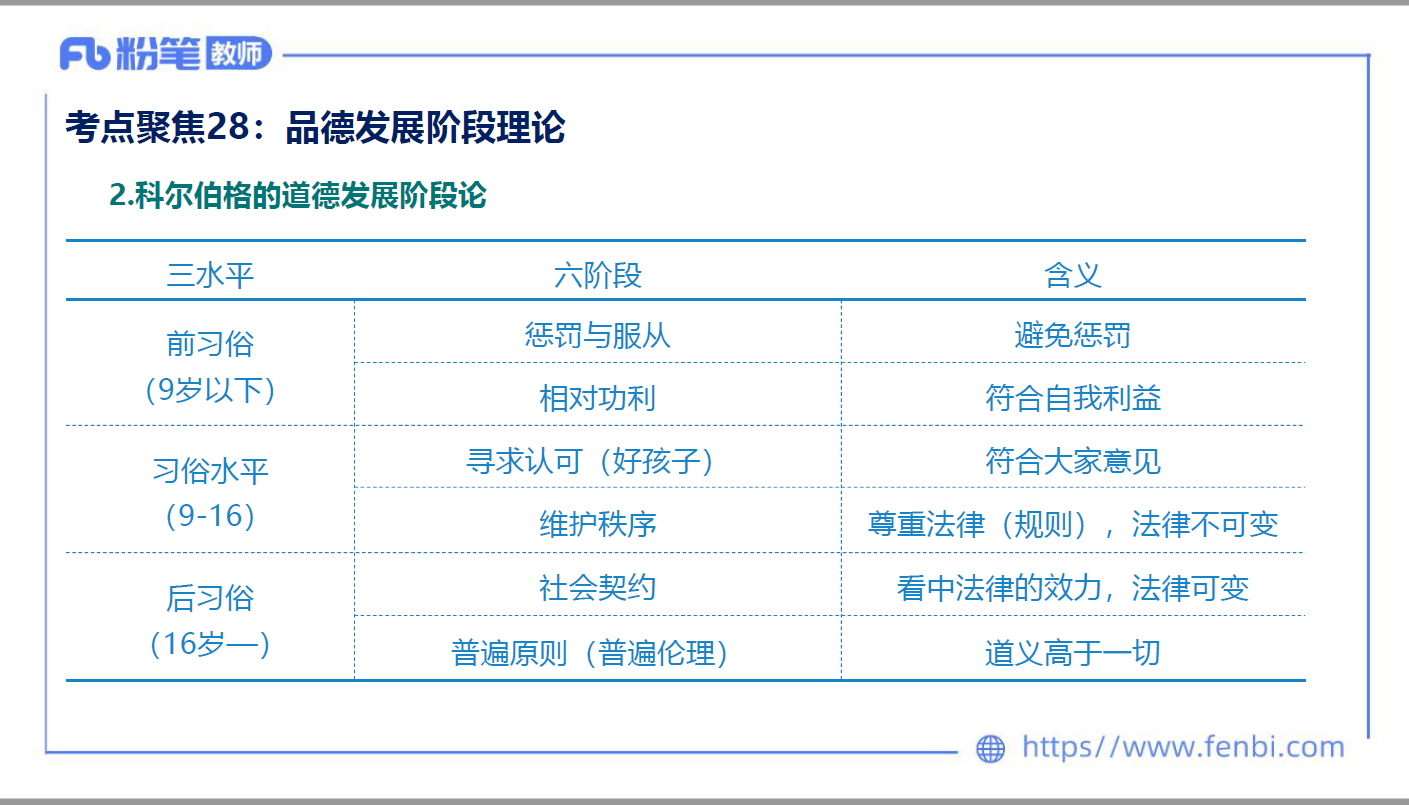 粉笔教师
考点聚焦28：品德发展阶段理论
2.科尔伯格的道德发展阶段论
三水平 六阶段 含义
前习俗
（9岁以下）
惩罚与服从 避免惩罚
相对功利 符合自我利益
习俗水平
（9-16）
寻求认可（好孩子） 符合大家意见
维护秩序 尊重法律（规则），法律不可变
后习俗
（16岁—）
社会契约 看中法律的效力，法律可变
普遍原则（普遍伦理） 道义高于一切
https//www.fenbi.com